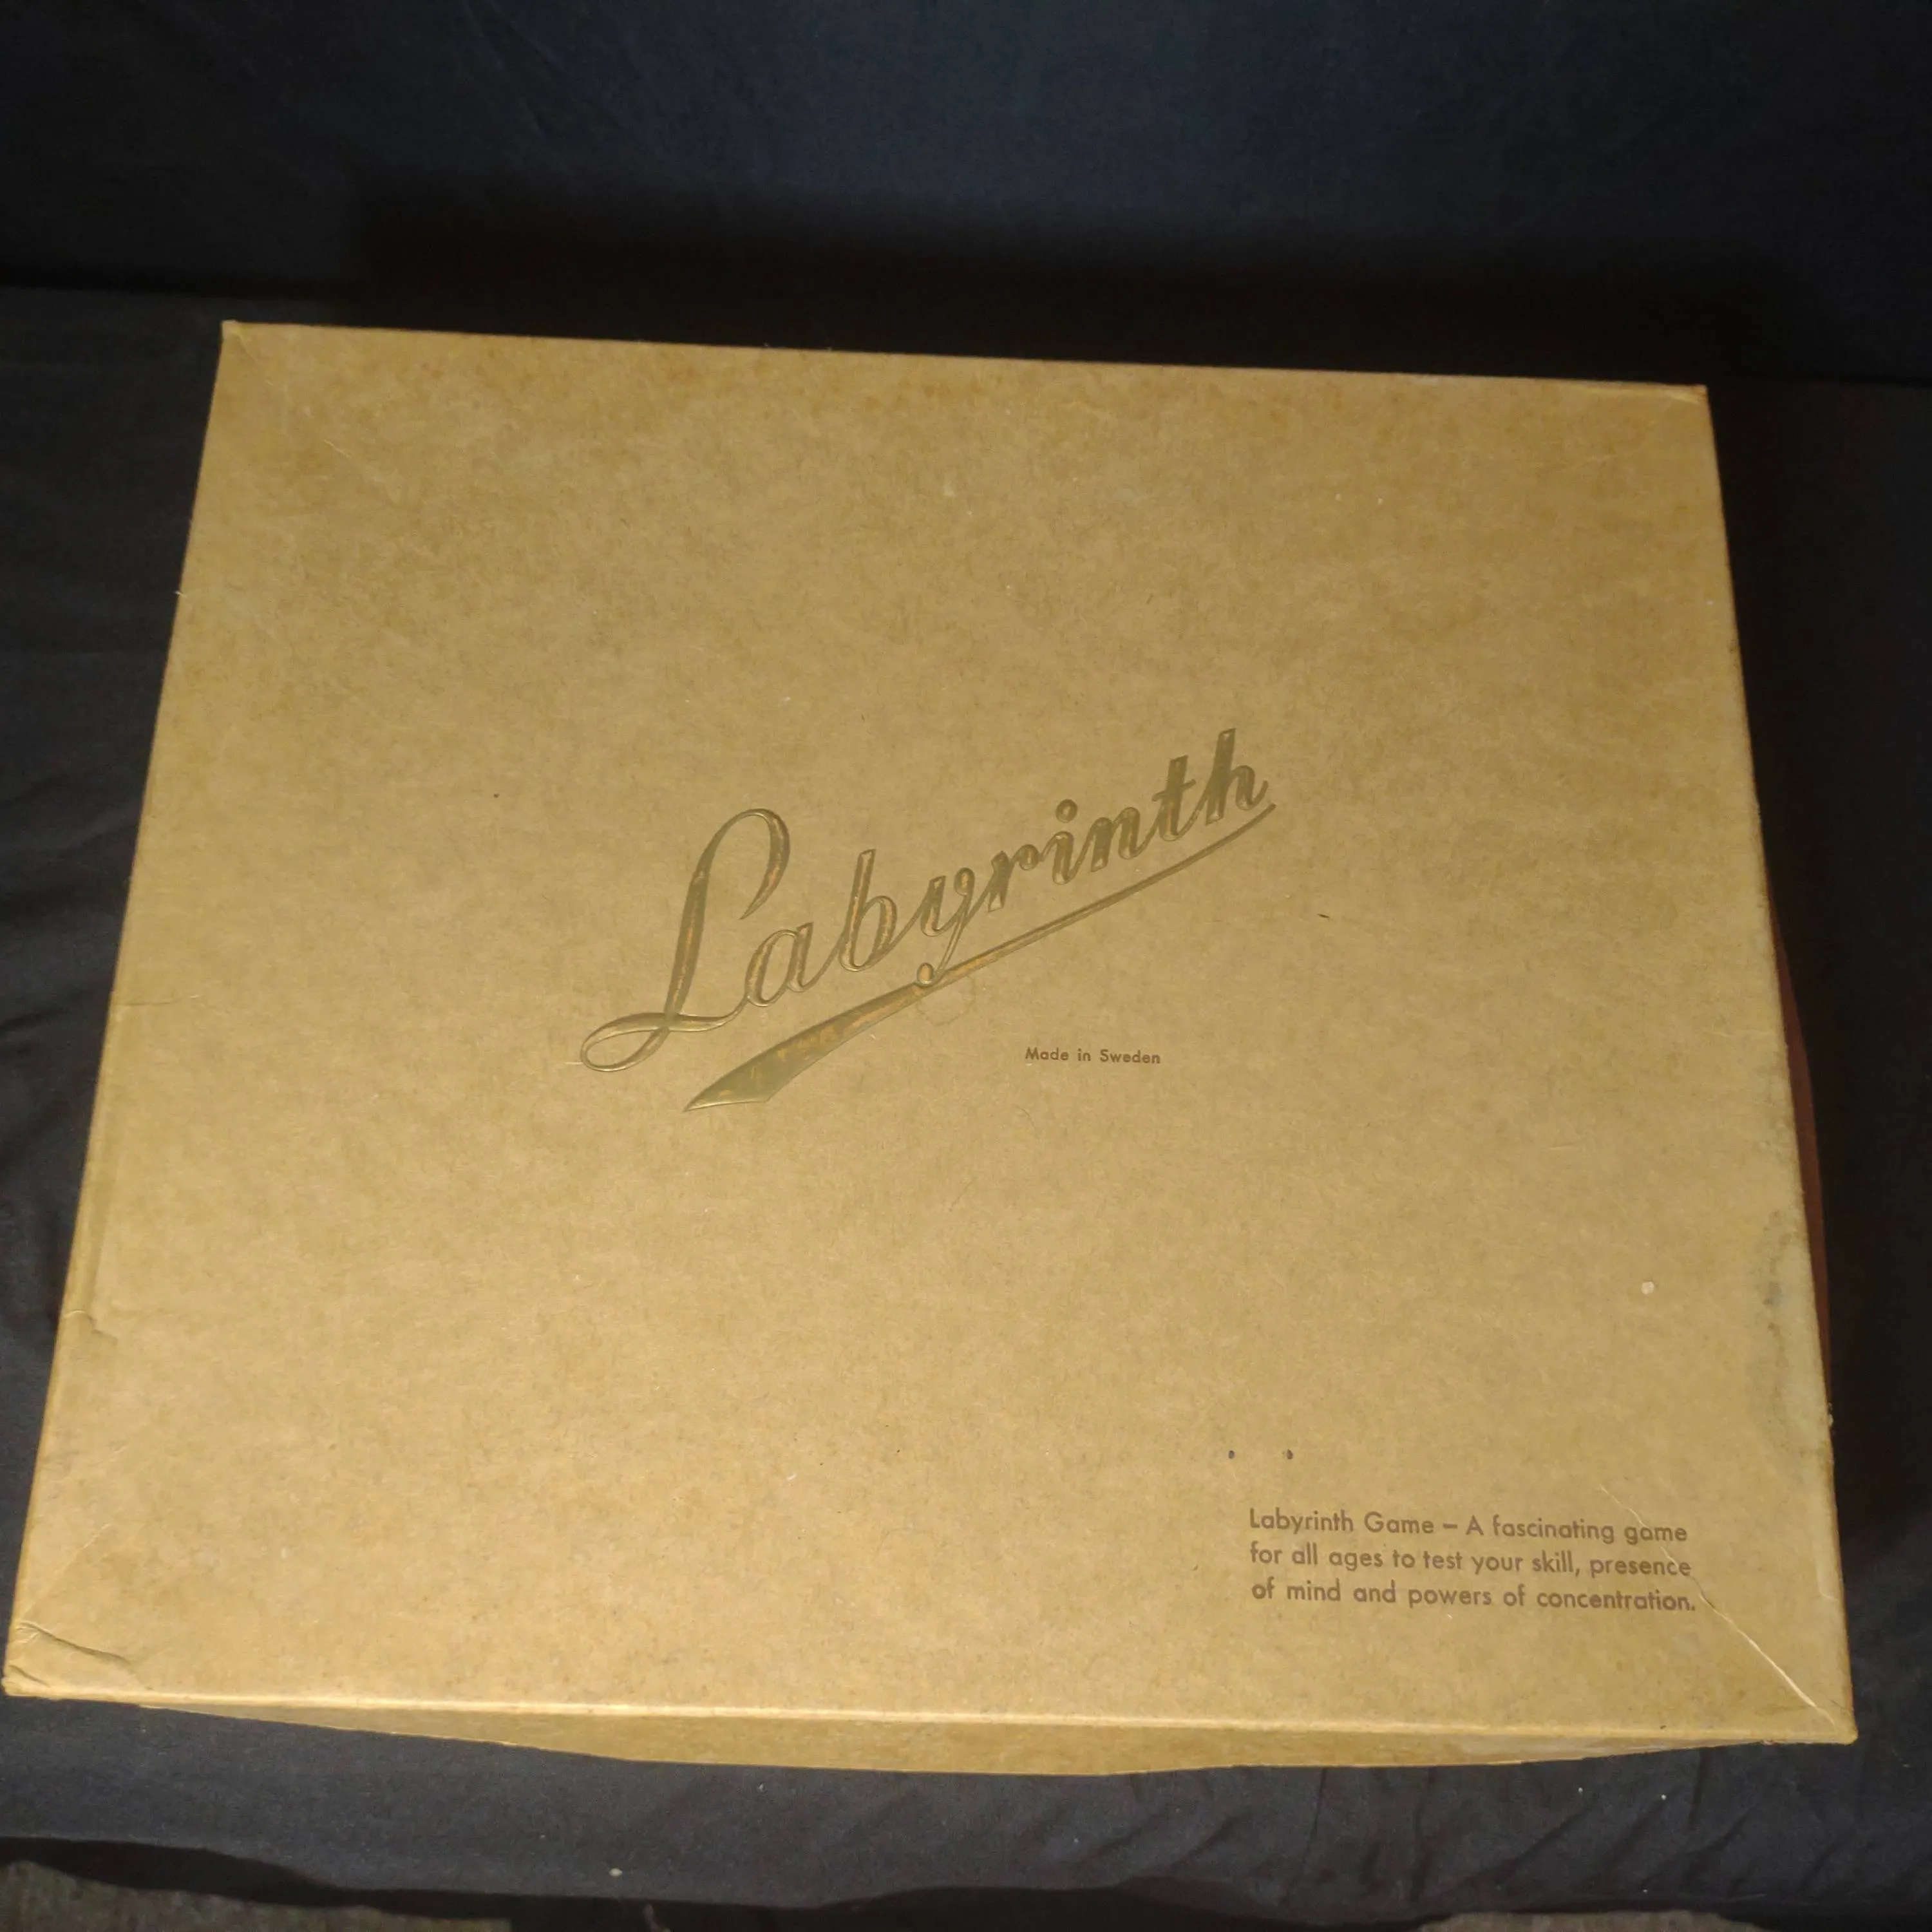 Labyrinth
Made in Sweden
Labyrinth Game – A fascinating game
for all ages to test your skill, presence
of mind and powers of concentration.